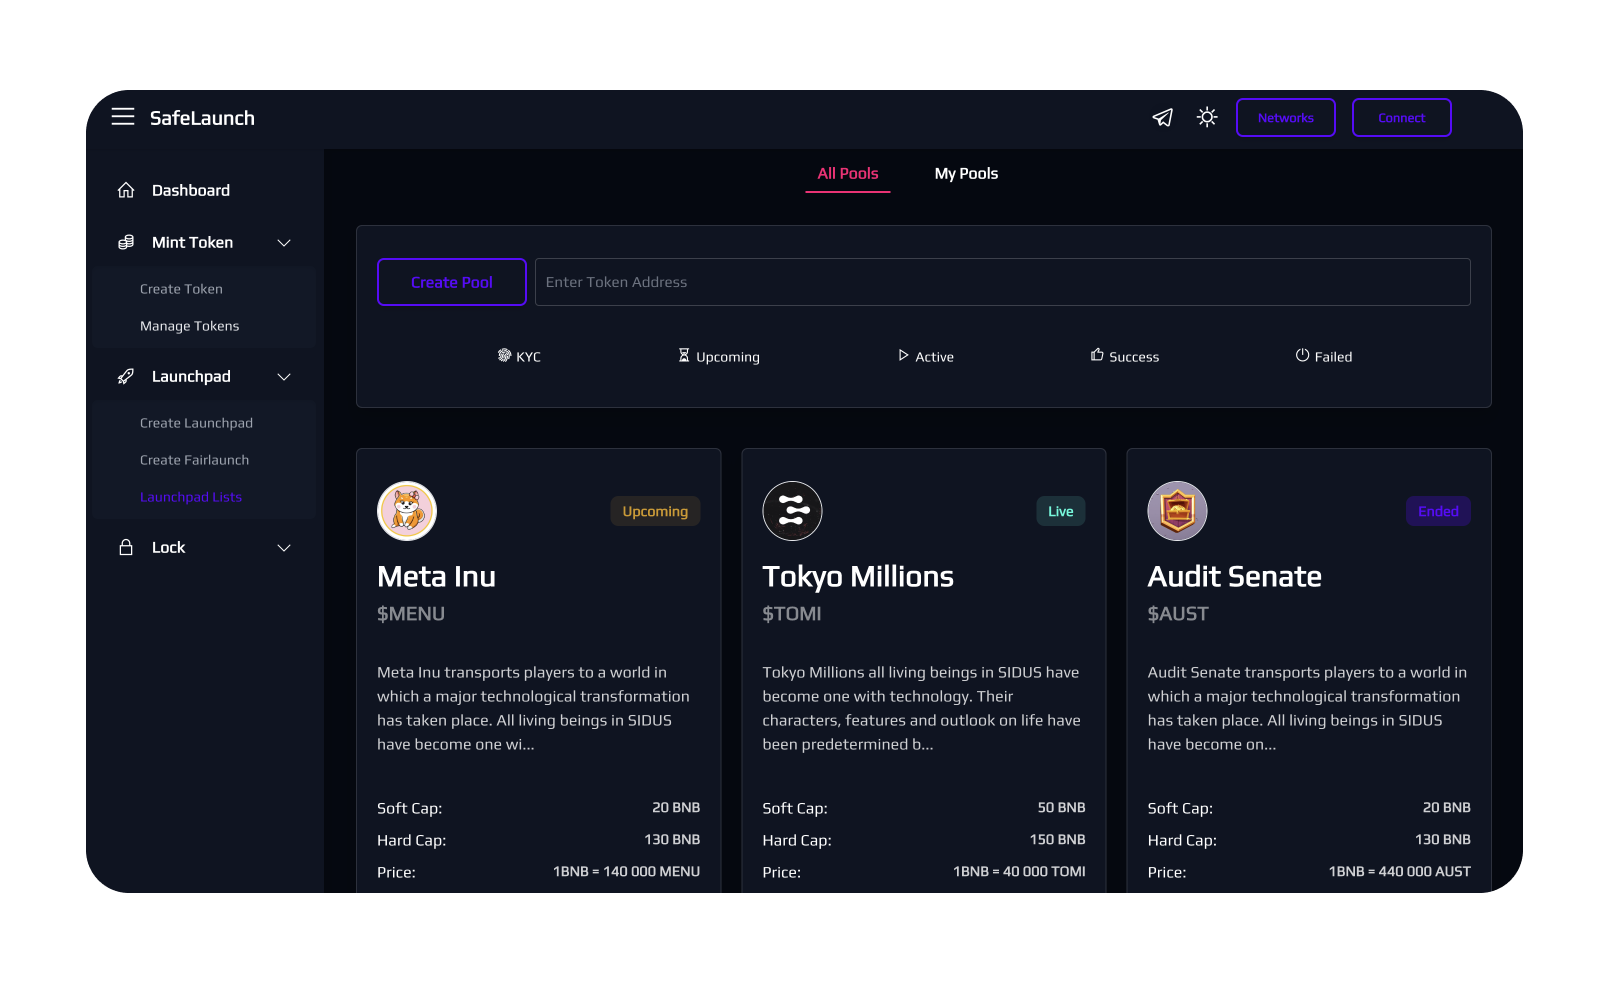 SafeLaunch
Networks
Connect
Dashboard
Mint Token
Create Token
Manage Tokens
Launchpad
Create Launchpad
Create Fairlaunch
Launchpad Lists
Lock
All Pools
My Pools
Create Pool
Enter Token Address
KYC
Upcoming
Active
Success
Failed
Upcoming
Meta Inu
$MENU
Meta Inu transports players to a world in
which a major technological transformation
has taken place. All living beings in SIDUS
have become one wi...
Soft Cap: 20 BNB
Hard Cap: 130 BNB
Price: 1BNB = 140 000 MENU
Live
Tokyo Millions
$TOMI
Tokyo Millions all living beings in SIDUS have
become one with technology. Their
characters, features and outlook on life have
been predetermined b...
Soft Cap: 50 BNB
Hard Cap: 150 BNB
Price: 1BNB = 40 000 TOMI
Ended
Audit Senate
$AUST
Audit Senate transports players to a world in
which a major technological transformation
has taken place. All living beings in SIDUS
have become on...
Soft Cap: 20 BNB
Hard Cap: 130 BNB
Price: 1BNB = 440 000 AUST